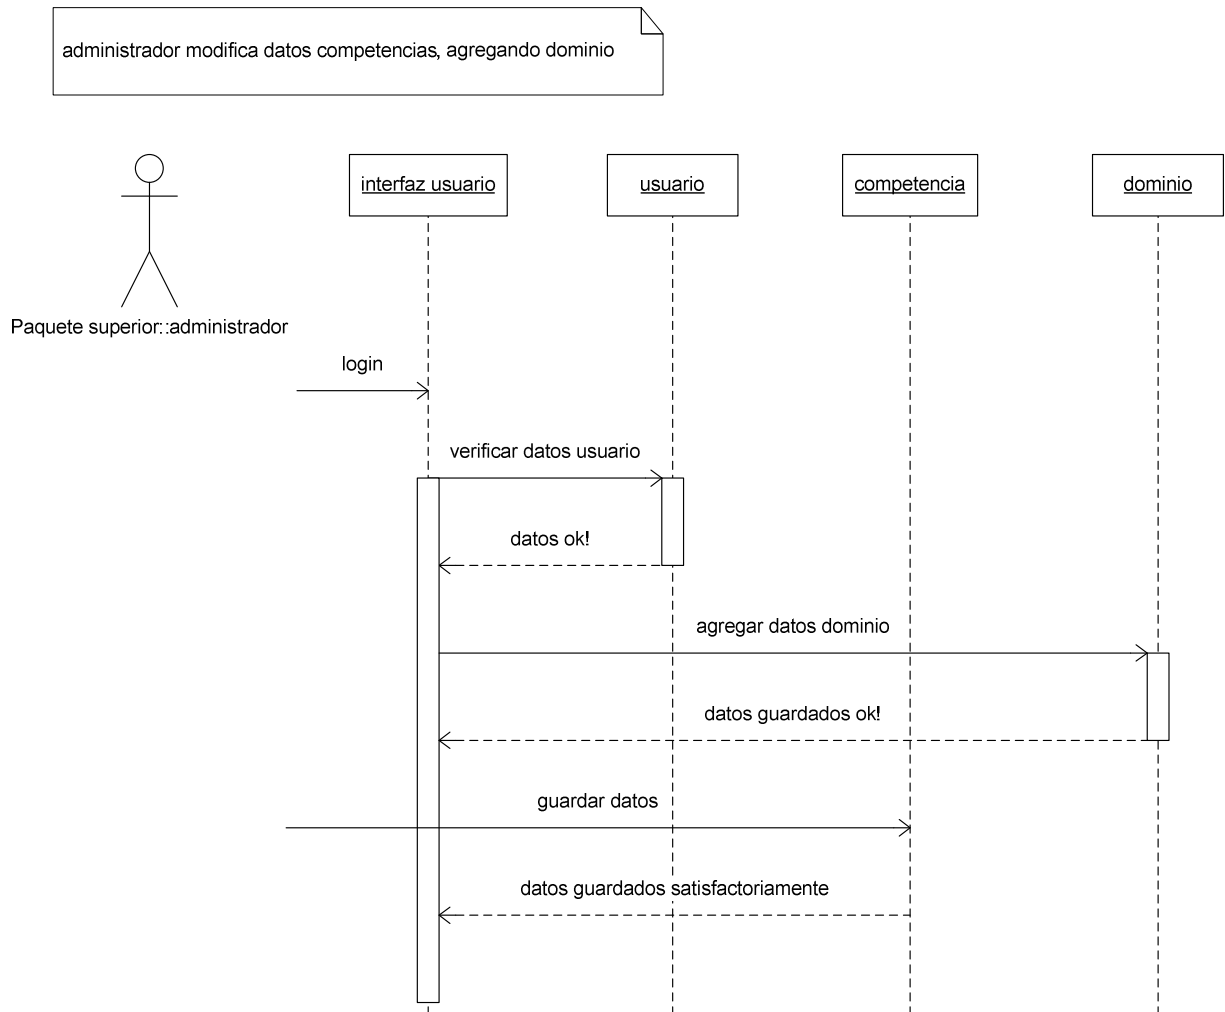 administrador modifica datos competencias, agregando dominio
interfaz usuario
usuario
competencia
dominio
Paquete superior::administrador
login
verificar datos usuario
datos ok!
agregar datos dominio
datos guardados ok!
guardar datos
datos guardados satisfactoriamente